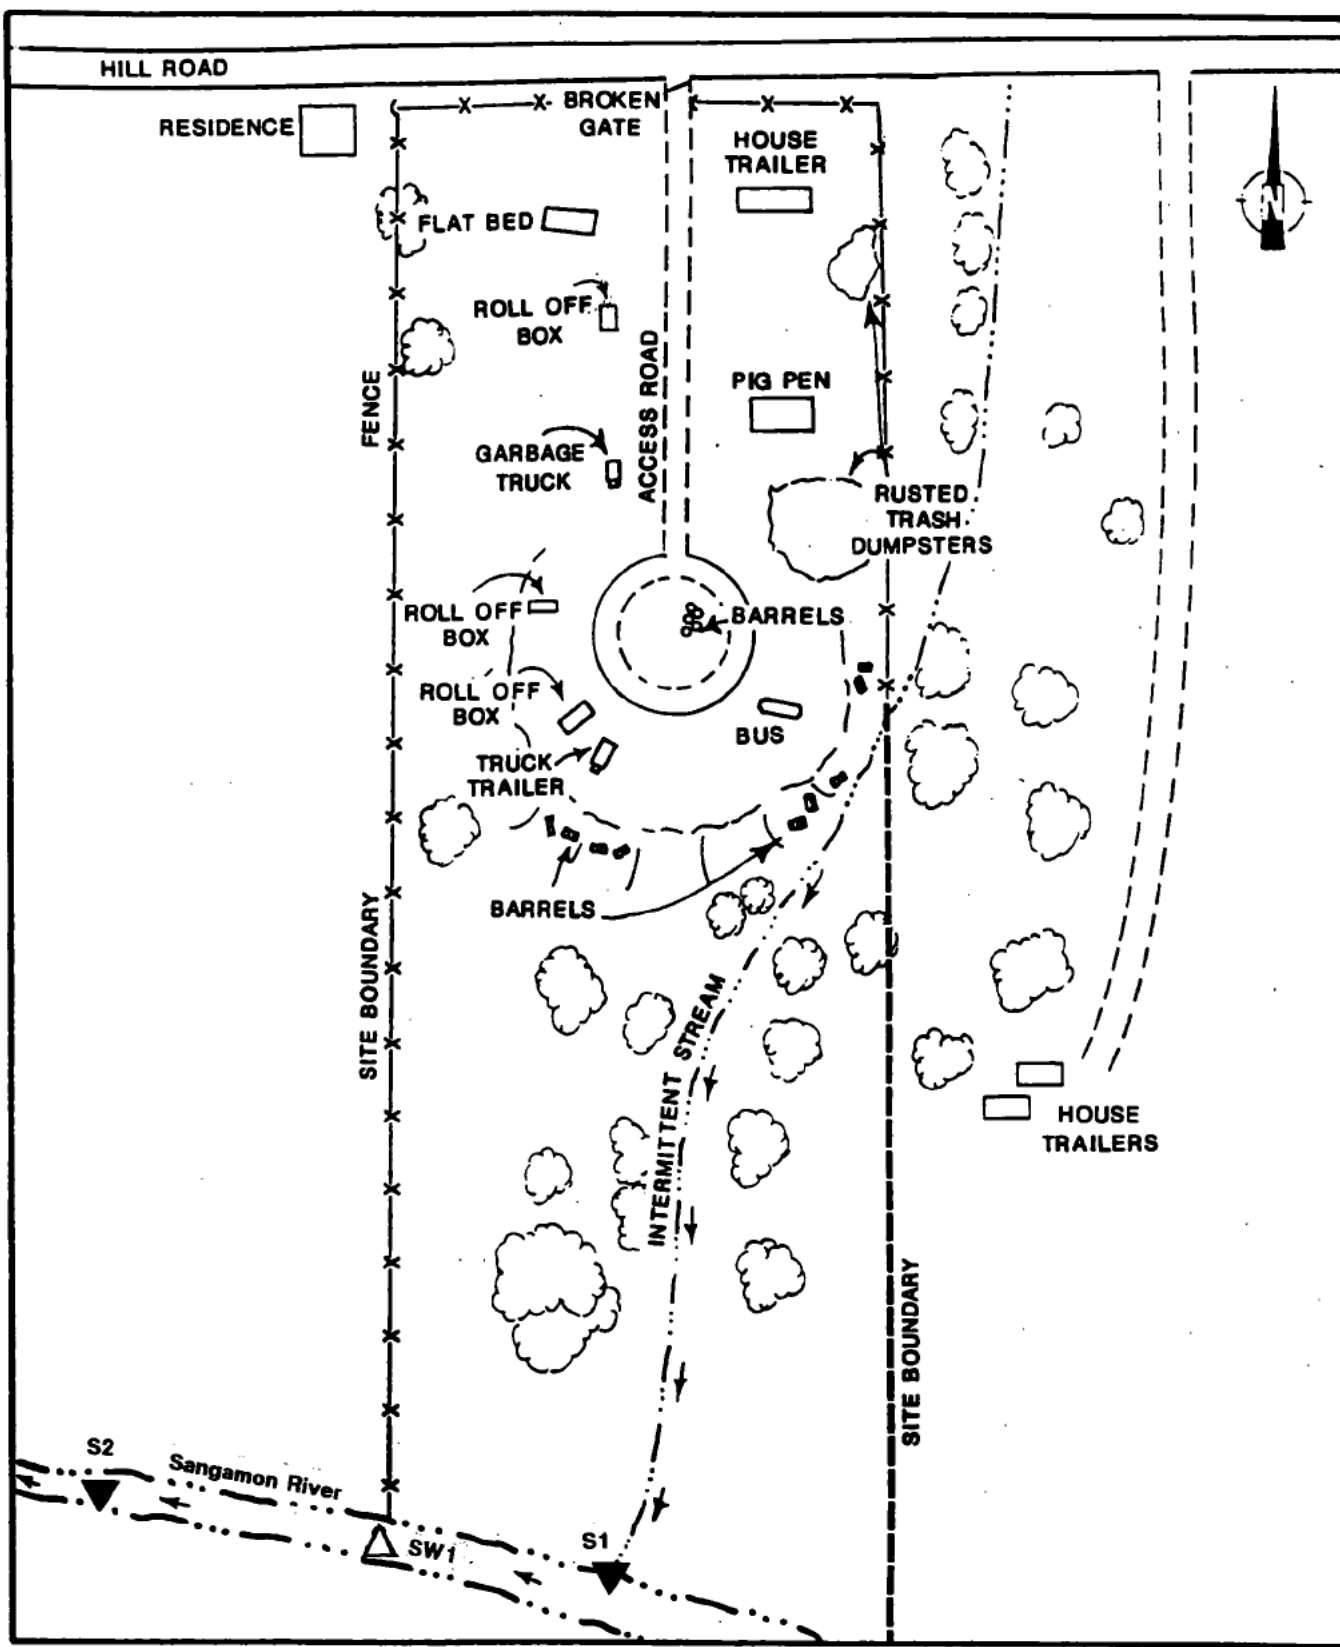 HILL ROAD
RESIDENCE
BROKEN
GATE
HOUSE
TRAILER
N
FLAT BED
ROLL OFF
BOX
FENCE
ACCESS ROAD
PIG PEN
GARBAGE
TRUCK
RUSTED
TRASH
DUMPSTERS
ROLL OFF
BOX
BARRELS
ROLL OFF
BOX
BUS
TRUCK
TRAILER
BARRELS
SITE BOUNDARY
INTERMITTENT STREAM
HOUSE
TRAILERS
SITE BOUNDARY
S2
Sangamon River
SW1
S1